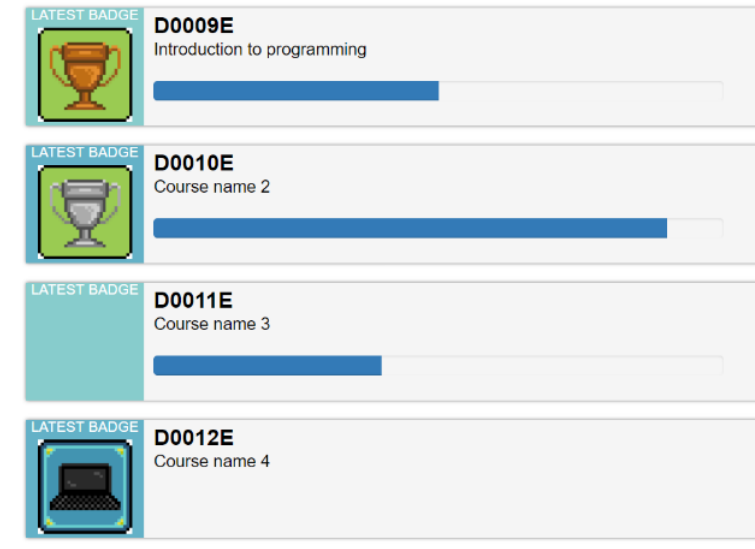 LATEST BADGE
D0009E
Introduction to programming
LATEST BADGE
D0010E
Course name 2
LATEST BADGE
D0011E
Course name 3
LATEST BADGE
D0012E
Course name 4